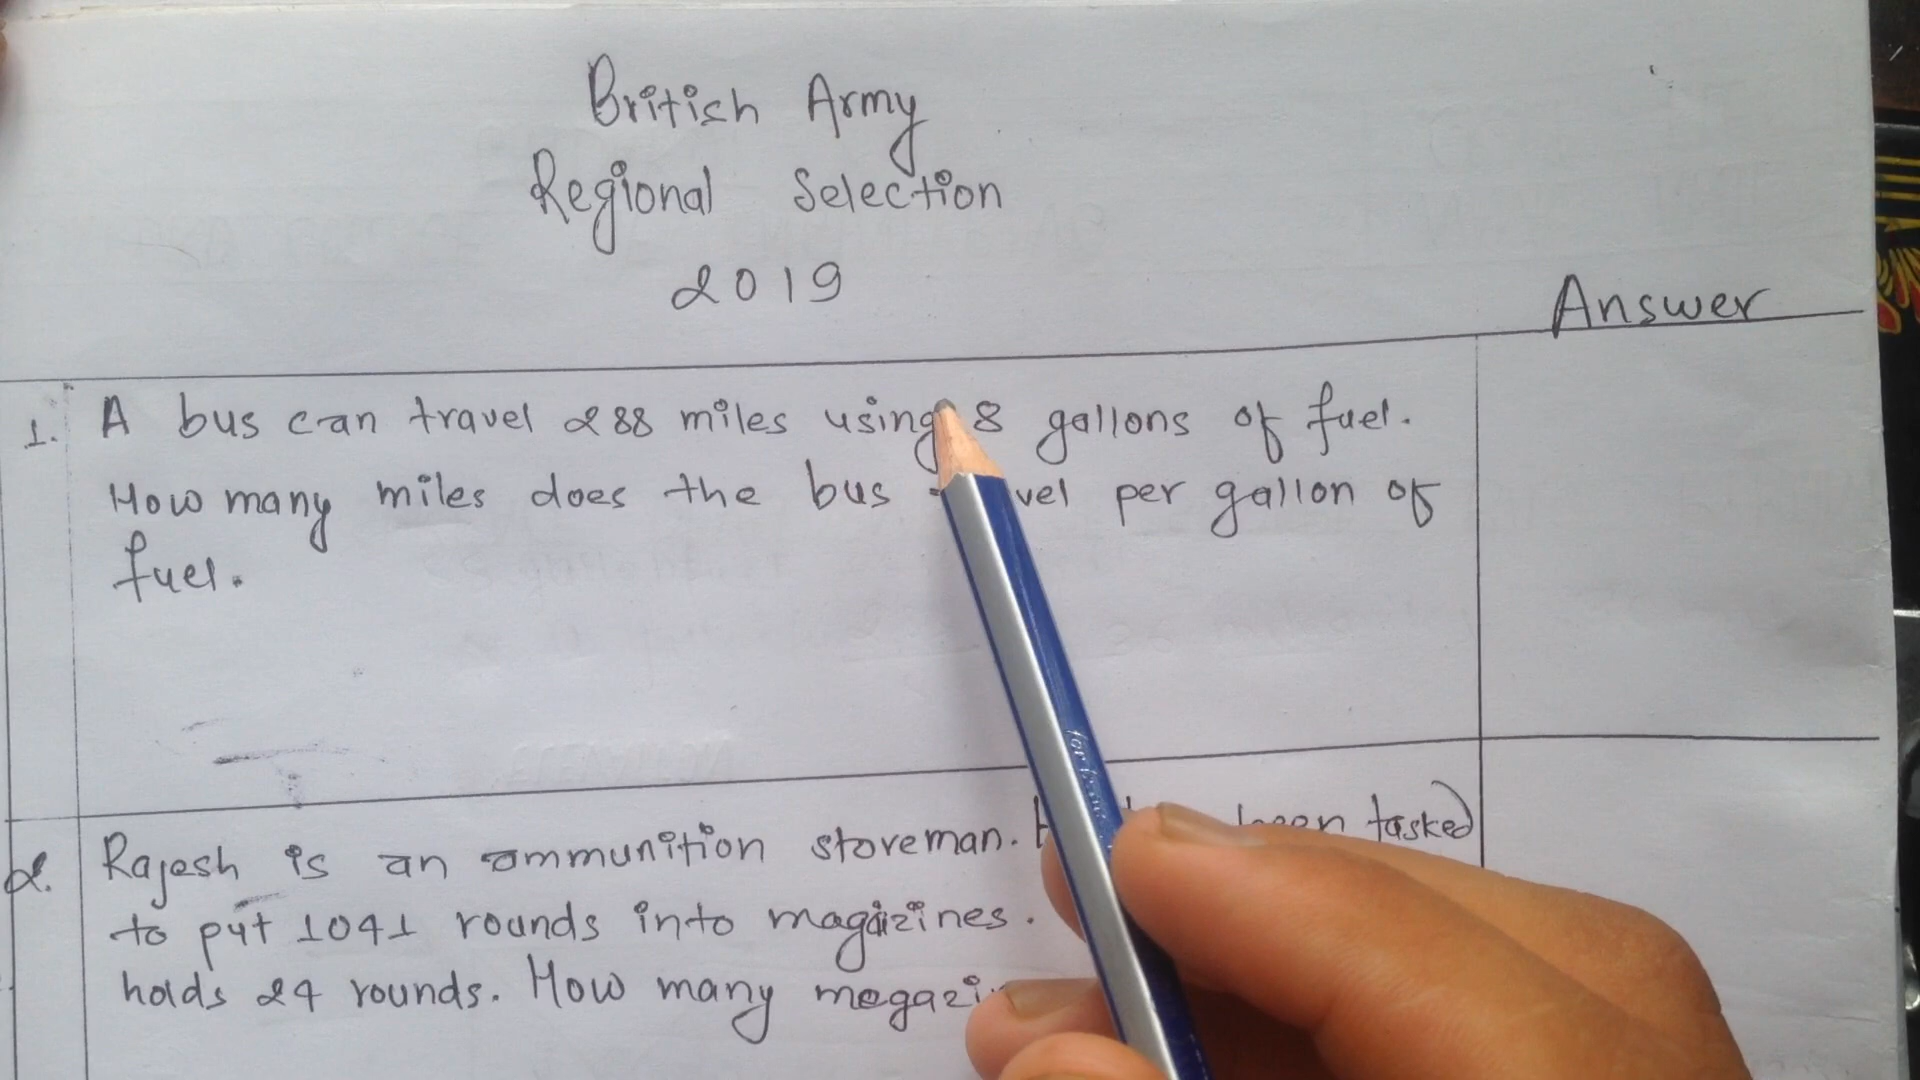 British Army
Regional Selection
2019
Answer
1. A bus can travel 288 miles using 8 gallons of fuel.
How many miles does the bus vel per gallon of
fuel.
2. Rajesh is an ammunition storeman. been tasked
to put 1041 rounds into magazines.
holds 24 rounds. How many megazi